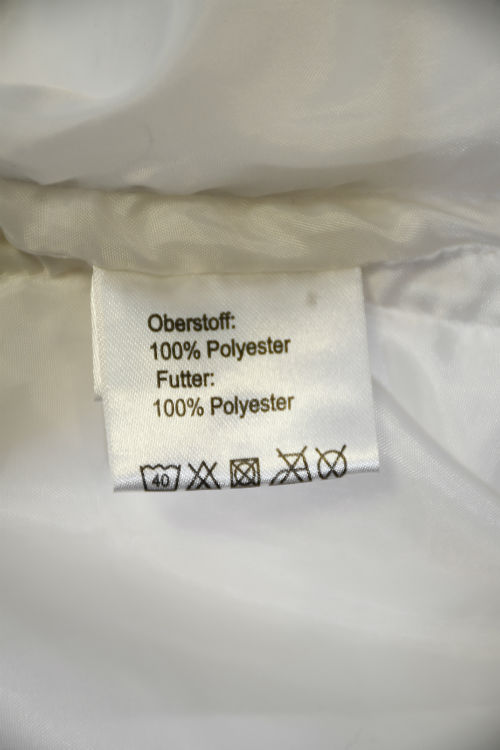 Oberstoff:
100% Polyester
Futter:
100% Polyester
40